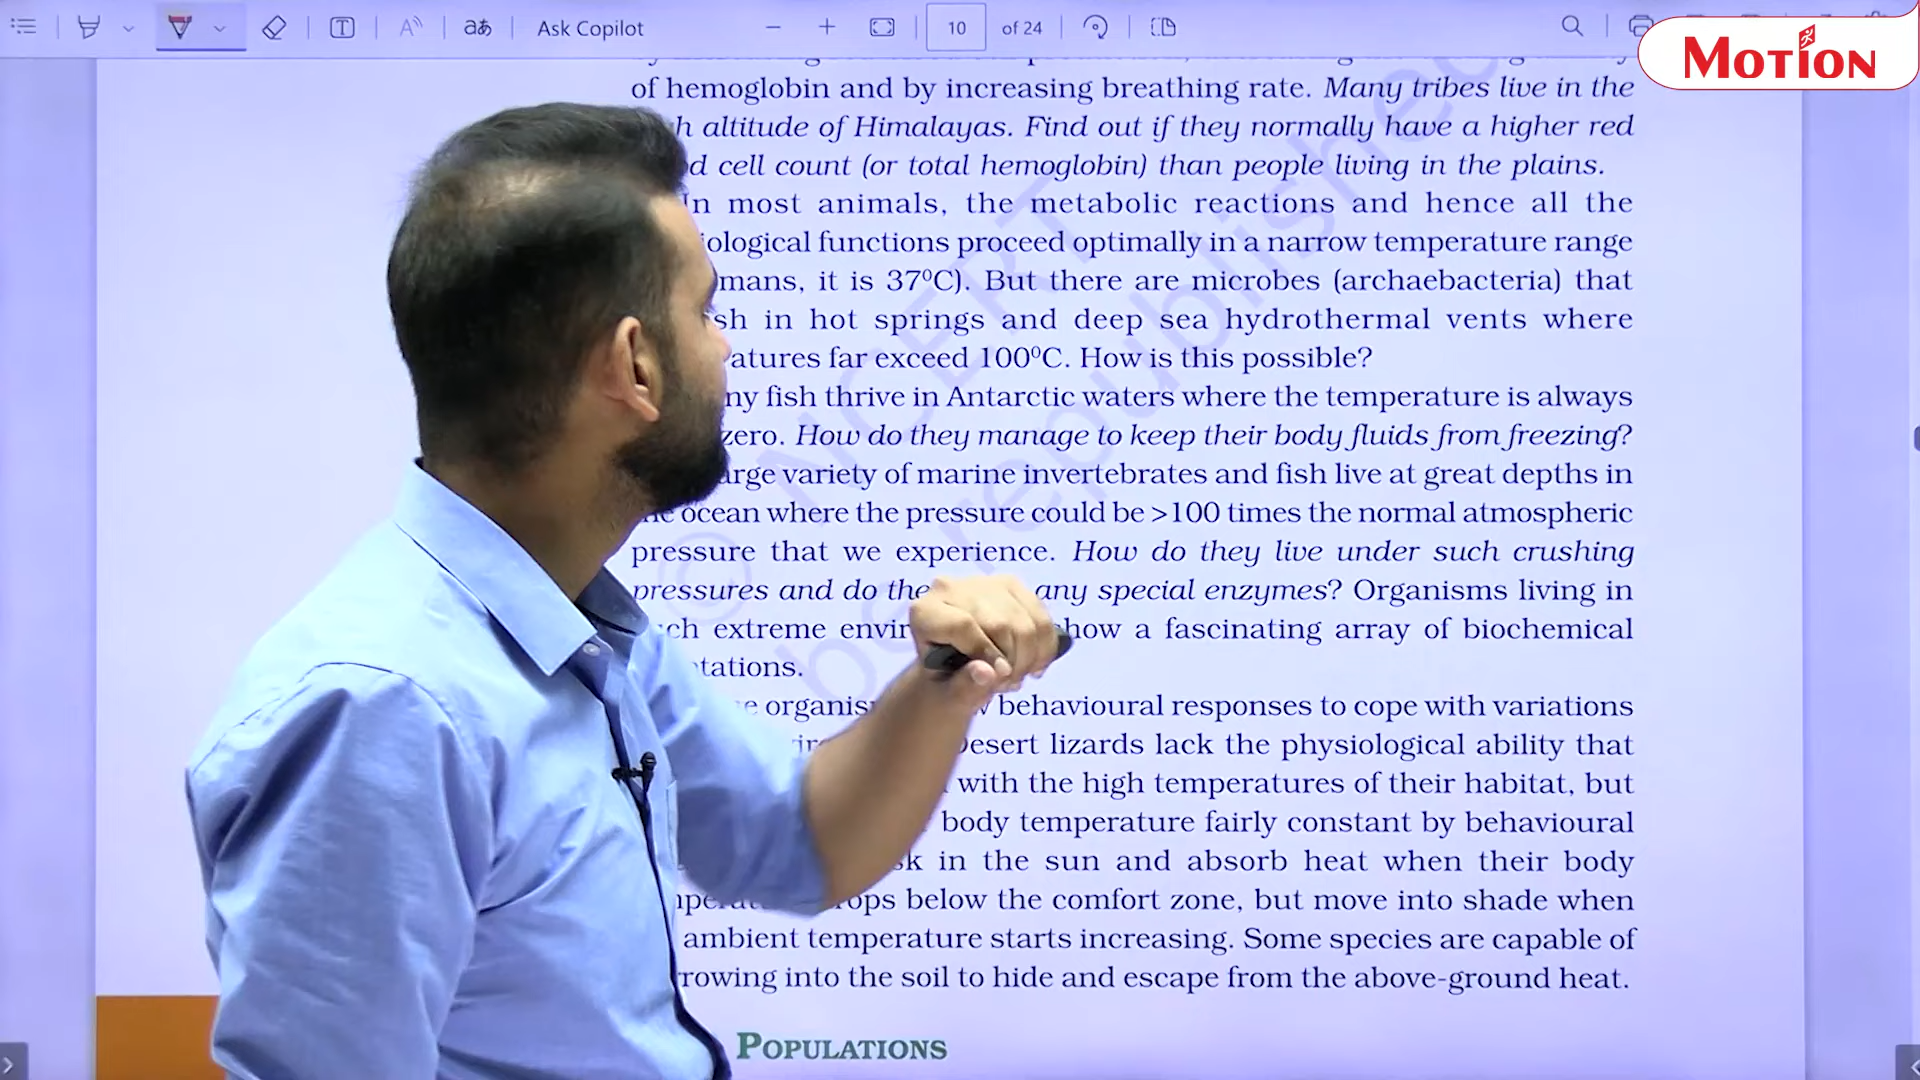 Ask Copilot
10 of 24
MOTION
of hemoglobin and by increasing breathing rate. Many tribes live in the
altitude of Himalayas. Find out if they normally have a higher red
cell count (or total hemoglobin) than people living in the plains.
In most animals, the metabolic reactions and hence all the
iological functions proceed optimally in a narrow temperature range
mans, it is 37⁰C). But there are microbes (archaebacteria) that
sh in hot springs and deep sea hydrothermal vents where
atures far exceed 100⁰C. How is this possible?
ny fish thrive in Antarctic waters where the temperature is always
zero. How do they manage to keep their body fluids from freezing?
arge variety of marine invertebrates and fish live at great depths in
ocean where the pressure could be >100 times the normal atmospheric
pressure that we experience. How do they live under such crushing
pressures and do the any special enzymes? Organisms living in
ch extreme envir show a fascinating array of biochemical
tations.
e organis behavioural responses to cope with variations
esert lizards lack the physiological ability that
with the high temperatures of their habitat, but
body temperature fairly constant by behavioural
sk in the sun and absorb heat when their body
rops below the comfort zone, but move into shade when
ambient temperature starts increasing. Some species are capable of
rrowing into the soil to hide and escape from the above-ground heat.
POPULATIONS
© NCERT
be republished